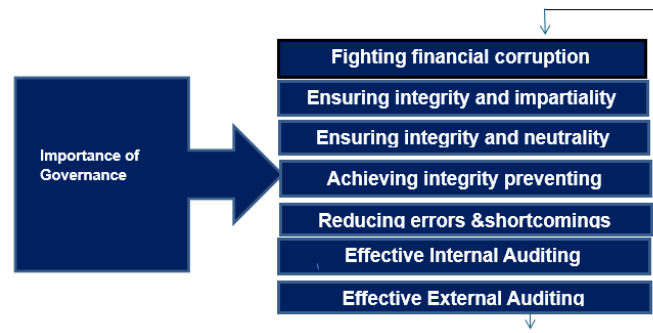 Importance of
Governance
Fighting financial corruption
Ensuring integrity and impartiality
Ensuring integrity and neutrality
Achieving integrity preventing
Reducing errors &shortcomings
Effective Internal Auditing
Effective External Auditing